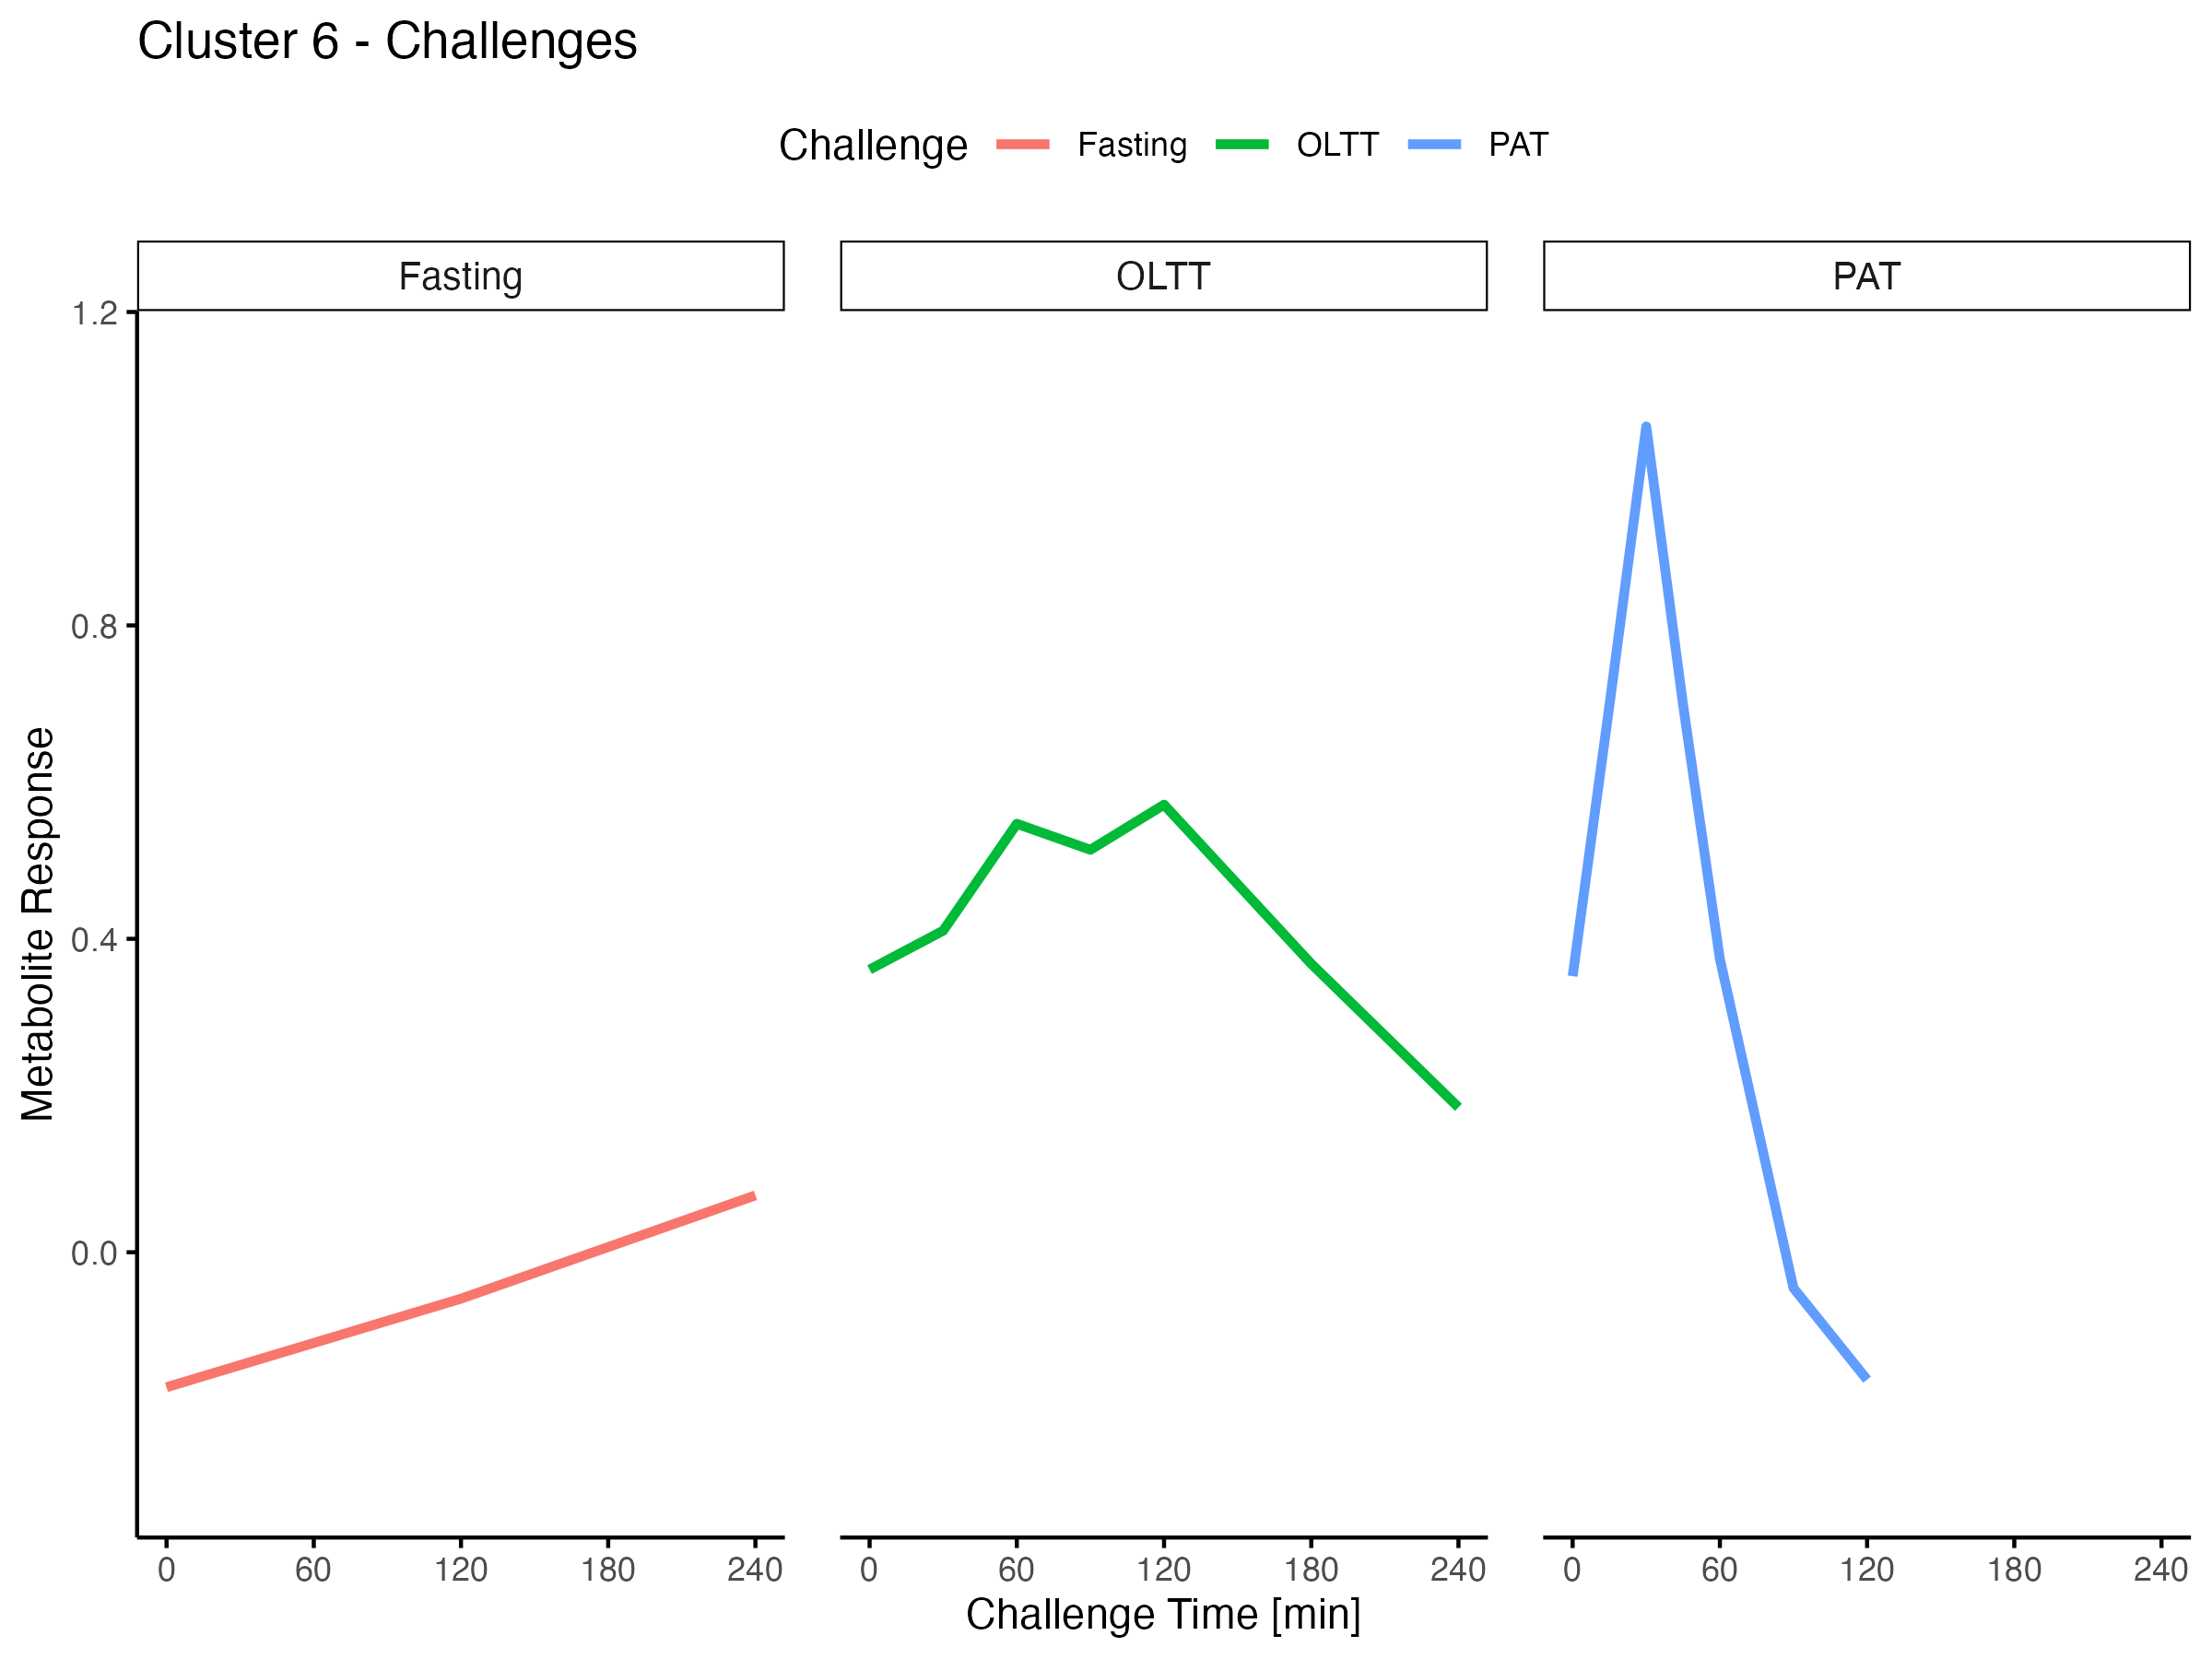 Cluster 6 - Challenges
Challenge Fasting OLTT PAT
Fasting OLTT PAT
1.2
0.8
0.4
0.0
Metabolite Response
0 60 120 180 240 0 60 120 180 240 0 60 120 180 240
Challenge Time [min]